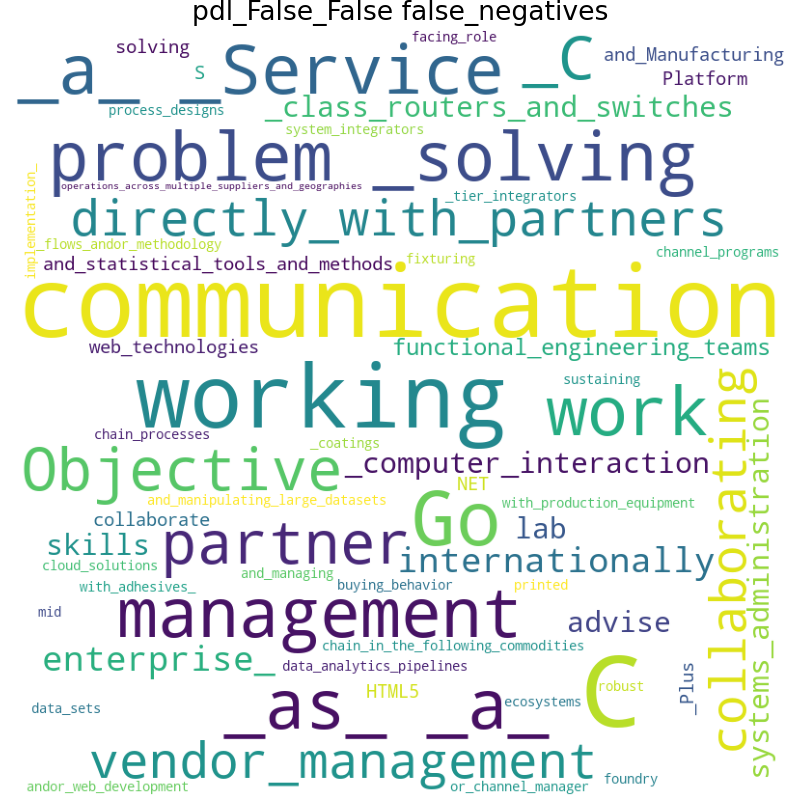 pdl_False_False false_negatives
solving
facing_role
_a_ _Service
_C
and_Manufacturing
S
Platform
process_designs
_class_routers_and_switches
system_integrators
problem _solving
operations_across_multiple_suppliers_and_geographies
_tier_integrators
implementation_
directly_with_partners
_flows_andor_methodology
channel_programs
and_statistical_tools_and_methods
fixturing
communication
web_technologies
functional_engineering_teams
working
sustaining
work
collaborating
systems_administration
chain_processes
_coatings
Objective
_computer_interaction
NET
and_manipulating_large_datasets
with_production_equipment
Go
collaborate
lab
skills
partner
internationally
cloud_solutions
and_managing
with_adhesives_
buying_behavior
printed
mid
management
advise
chain_in_the_following_commodities
enterprise_
data_analytics_pipelines
C
_Plus
HTML5
robust
_as_ _a_
ecosystems
data_sets
vendor_management
foundry
andor_web_development
or_channel_manager